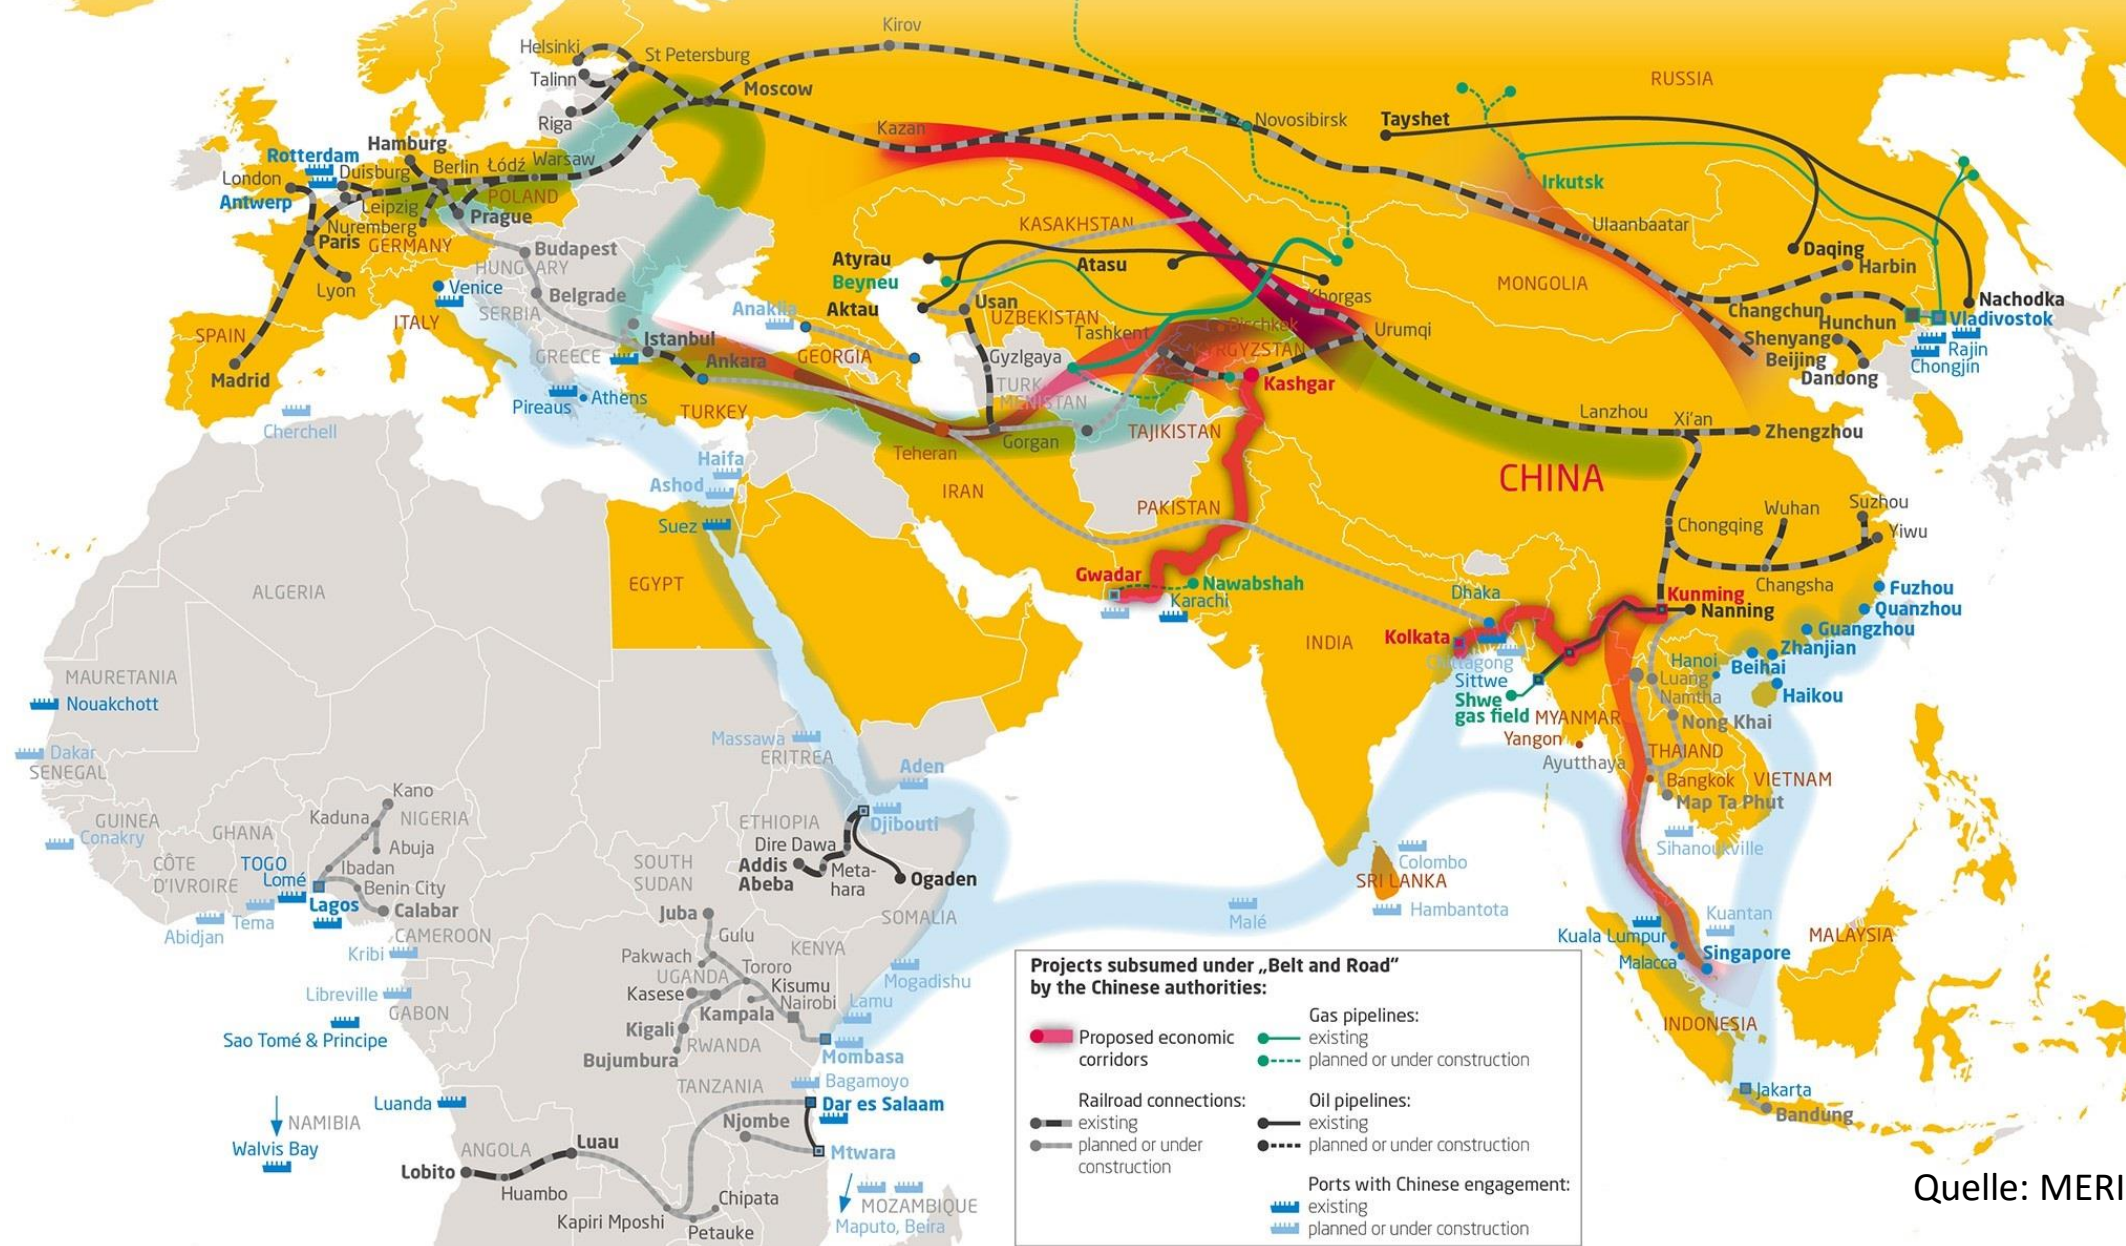 Kirov
Helsinki
St Petersburg
Talinn
Moscow
RUSSIA
Riga
Kazan
Novosibirsk
Tayshet
Hamburg
Rotterdam
Duisburg
Berlin
Łódź
Warsaw
London
Antwerp
Leipzig
POLAND
Irkutsk
Nuremberg
Prague
Paris
GERMANY
KASAKHSTAN
Ulaanbaatar
Budapest
HUNGARY
Atyrau
Atasu
Daqing
Harbin
Lyon
Venice
Belgrade
Beyneu
MONGOLIA
SERBIA
Anaklia
Aktau
Usan
UZBEKISTAN
Khorgas
Nachodka
Changchun
Hunchun
Vladivostok
SPAIN
ITALY
Istanbul
Tashkent
Bischkek
Urumqi
Shenyang
Rajin
GREECE
Ankara
GEORGIA
Gyzlgaya
KYRGYZSTAN
Beijing
Chongjin
Madrid
TURK
MENISTAN
Kashgar
Dandong
Pireaus
Athens
TURKEY
Lanzhou
Xi’an
Cherchell
Gorgan
TAJIKISTAN
Zhengzhou
Teheran
Haifa
CHINA
Ashod
IRAN
PAKISTAN
Wuhan
Suzhou
Suez
Chongqing
Yiwu
ALGERIA
EGYPT
Gwadar
Nawabshah
Karachi
Dhaka
Changsha
Fuzhou
Kunming
Nanning
Quanzhou
INDIA
Kolkata
Guangzhou
Zhanjian
Chittagong
Hanoi
Beihai
MAURETANIA
Sittwe
Luang
Namtha
Haikou
Nouakchott
Shwe
gas field
MYANMAR
Nong Khai
Massawa
ERITREA
Yangon
THAIAND
Dakar
SENEGAL
Aden
Ayutthaya
Bangkok
VIETNAM
Kano
Map Ta Phut
GUINEA
Conakry
GHANA
Kaduna
NIGERIA
ETHIOPIA
Djibouti
Abuja
Dire Dawa
Sihanoukville
CÔTE
D’IVROIRE
TOGO
Lomé
Ibadan
SOUTH
SUDAN
Addis
Abeba
Meta-
hara
Ogaden
Colombo
SRI LANKA
Benin City
Lagos
Calabar
Juba
SOMALIA
Malé
Hambantota
Kuantan
Abidjan
Tema
CAMEROON
Gulu
Kuala Lumpur
MALAYSIA
Kribi
Pakwach
KENYA
Malacca
Singapore
UGANDA
Tororo
Mogadishu
Libreville
GABON
Kasese
Kisumu
Nairobi
Lamu
Kampala
INDONESIA
Sao Tomé & Principe
Kigali
RWANDA
Bujumbura
Mombasa
TANZANIA
Bagamoyo
Jakarta
Luanda
Dar es Salaam
Bandung
NAMIBIA
Njombe
Walvis Bay
ANGOLA
Luau
Mtwara
Lobito
Huambo
Chipata
MOZAMBIQUE
Kapiri Mposhi
Petauke
Maputo, Beira
Projects subsumed under „Belt and Road“
by the Chinese authorities:
Proposed economic
corridors
Railroad connections:
existing
planned or under
construction
Gas pipelines:
existing
planned or under construction
Oil pipelines:
existing
planned or under construction
Ports with Chinese engagement:
existing
planned or under construction
Quelle: MERI